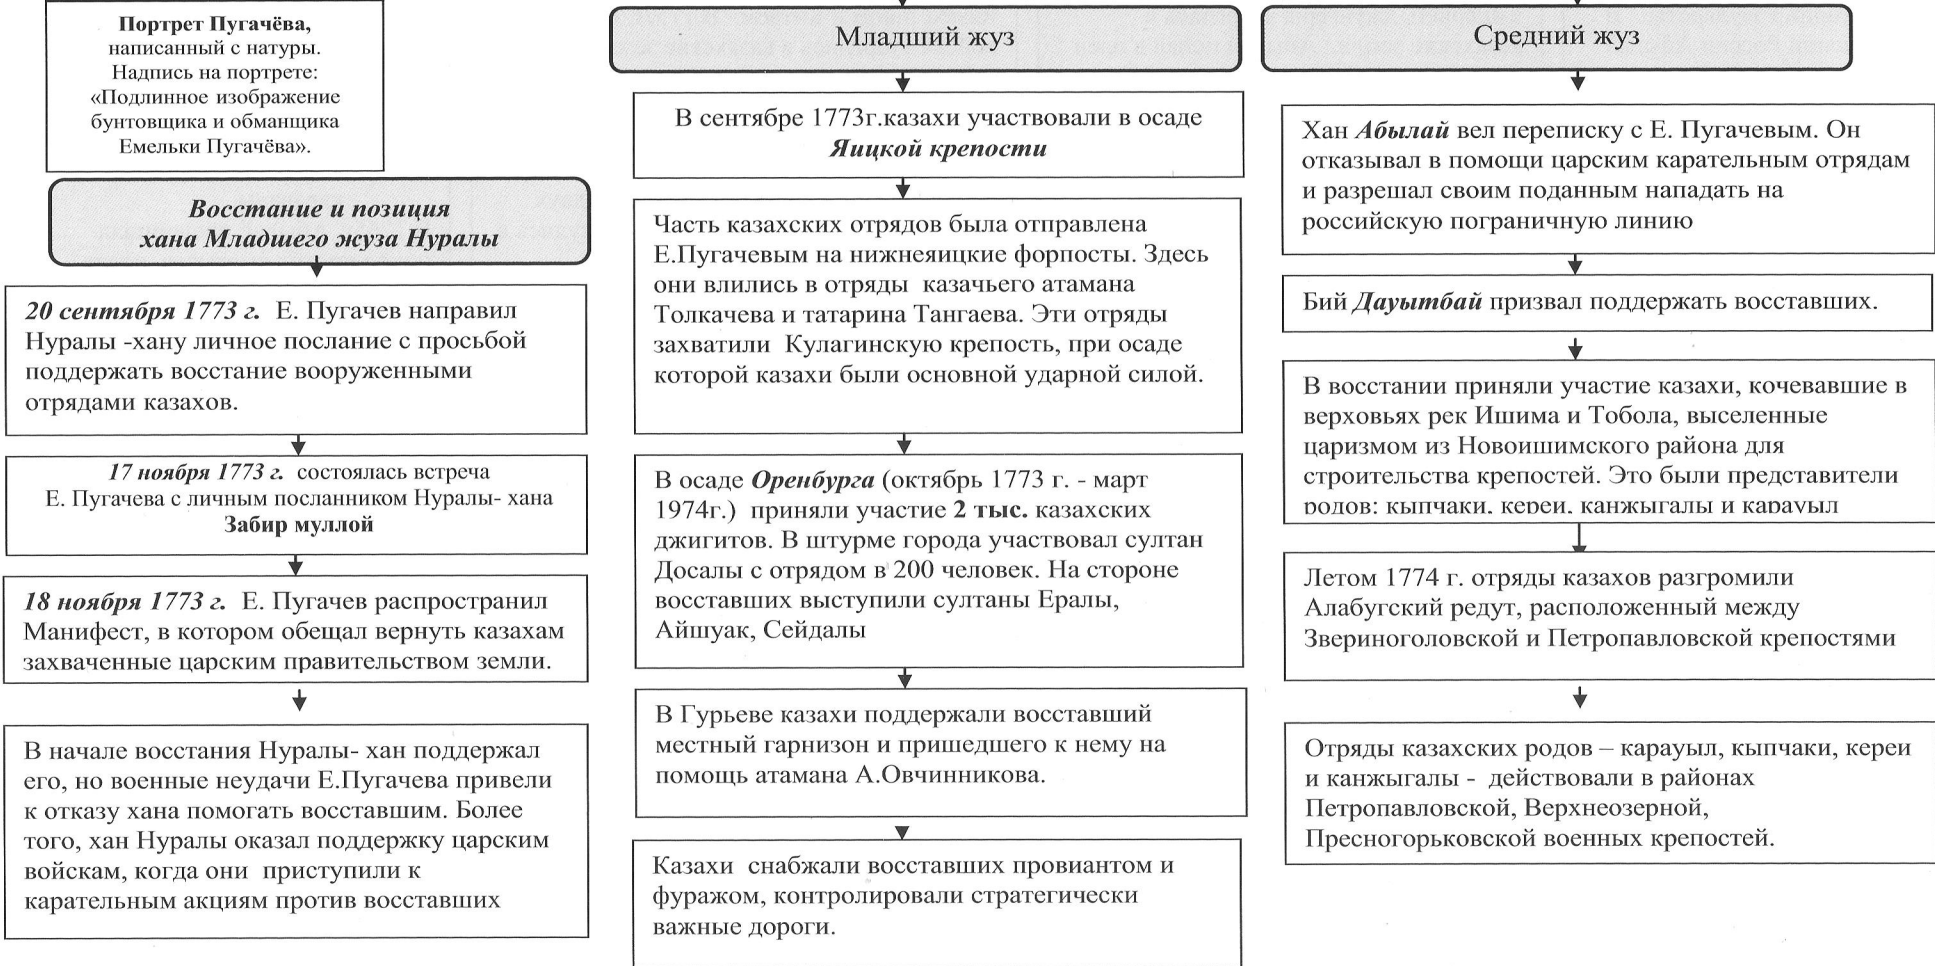 Портрет Пугачёва,
написанный с натуры.
Надпись на портрете:
«Подлинное изображение
бунтовщика и обманщика
Емельки Пугачёва».
Восстание и позиция
хана Младшего жуза Нуралы
20 сентября 1773 г. Е. Пугачев направил
Нуралы -хану личное послание с просьбой
поддержать восстание вооруженными
отрядами казахов.
17 ноября 1773 г. состоялась встреча
Е. Пугачева с личным посланником Нуралы- хана
Забир муллой
18 ноября 1773 г. Е. Пугачев распространил
Манифест, в котором обещал вернуть казахам
захваченные царским правительством земли.
В начале восстания Нуралы- хан поддержал
его, но военные неудачи Е.Пугачева привели
к отказу хана помогать восставшим. Более
того, хан Нуралы оказал поддержку царским
войскам, когда они приступили к
карательным акциям против восставших
Младший жуз
В сентябре 1773г.казахи участвовали в осаде
Яицкой крепости
Часть казахских отрядов была отправлена
Е.Пугачевым на нижнеяицкие форпосты. Здесь
они влились в отряды казачьего атамана
Толкачева и татарина Тангаева. Эти отряды
захватили Кулагинскую крепость, при осаде
которой казахи были основной ударной силой.
В осаде Оренбурга (октябрь 1773 г. - март
1974г.) приняли участие 2 тыс. казахских
джигитов. В штурме города участвовал султан
Досалы с отрядом в 200 человек. На стороне
восставших выступили султаны Ералы,
Айшуак, Сейдалы
В Гурьеве казахи поддержали восставший
местный гарнизон и пришедшего к нему на
помощь атамана А.Овчинникова.
Казахи снабжали восставших провиантом и
фуражом, контролировали стратегически
важные дороги.
Средний жуз
Хан Абылай вел переписку с Е. Пугачевым. Он
отказывал в помощи царским карательным отрядам
и разрешал своим поданным нападать на
российскую пограничную линию
Бий Дауытбай призвал поддержать восставших.
В восстании приняли участие казахи, кочевавшие в
верховьях рек Ишима и Тобола, выселенные
царизмом из Новоишимского района для
строительства крепостей. Это были представители
родов: кыпчаки, кереи, канжыгалы и карауыл
Летом 1774 г. отряды казахов разгромили
Алабугский редут, расположенный между
Звериноголовской и Петропавловской крепостями
Отряды казахских родов – карауыл, кыпчаки, кереи
и канжыгалы - действовали в районах
Петропавловской, Верхнеозерной,
Пресногорьковской военных крепостей.